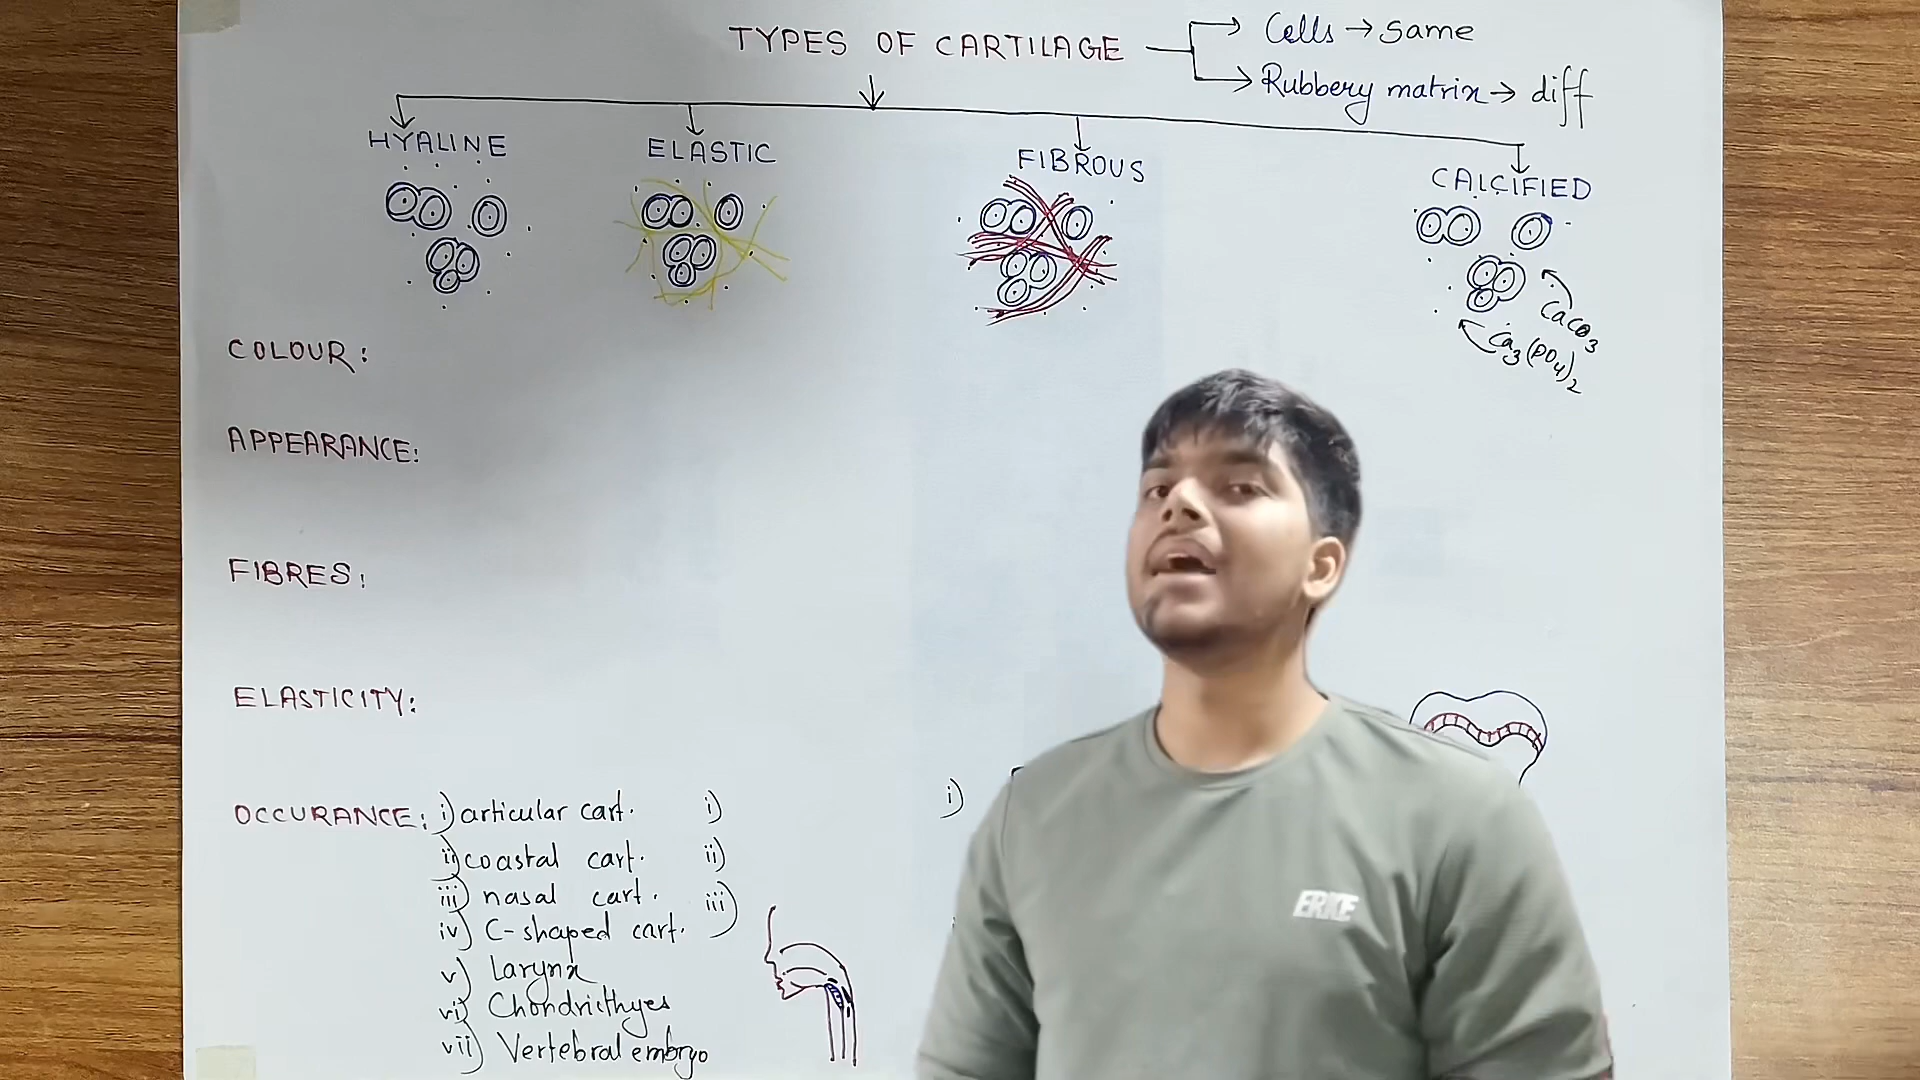 TYPES OF CARTILAGE
Cells → Same
Rubbery matrix → diff
HYALINE
ELASTIC
FIBROUS
CALCIFIED
CaCO3
Ca3(PO4)2
COLOUR:
APPEARANCE:
FIBRES:
ELASTICITY:
OCCURANCE:
i) articular cart.
ii) coastal cart.
iii) nasal cart.
iv) C-shaped cart.
v) Larynx
vi) Chondricthyes
vii) Vertebral embryo
i)
ii)
iii)
i)
ERKE